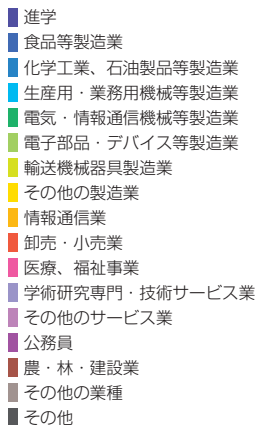 進学
食品等製造業
化学工業、石油製品等製造業
生産用・業務用機械等製造業
電気・情報通信機械等製造業
電子部品・デバイス等製造業
輸送機械器具製造業
その他の製造業
情報通信業
卸売・小売業
医療、福祉事業
学術研究専門・技術サービス業
その他のサービス業
公務員
農・林・建設業
その他の業種
その他